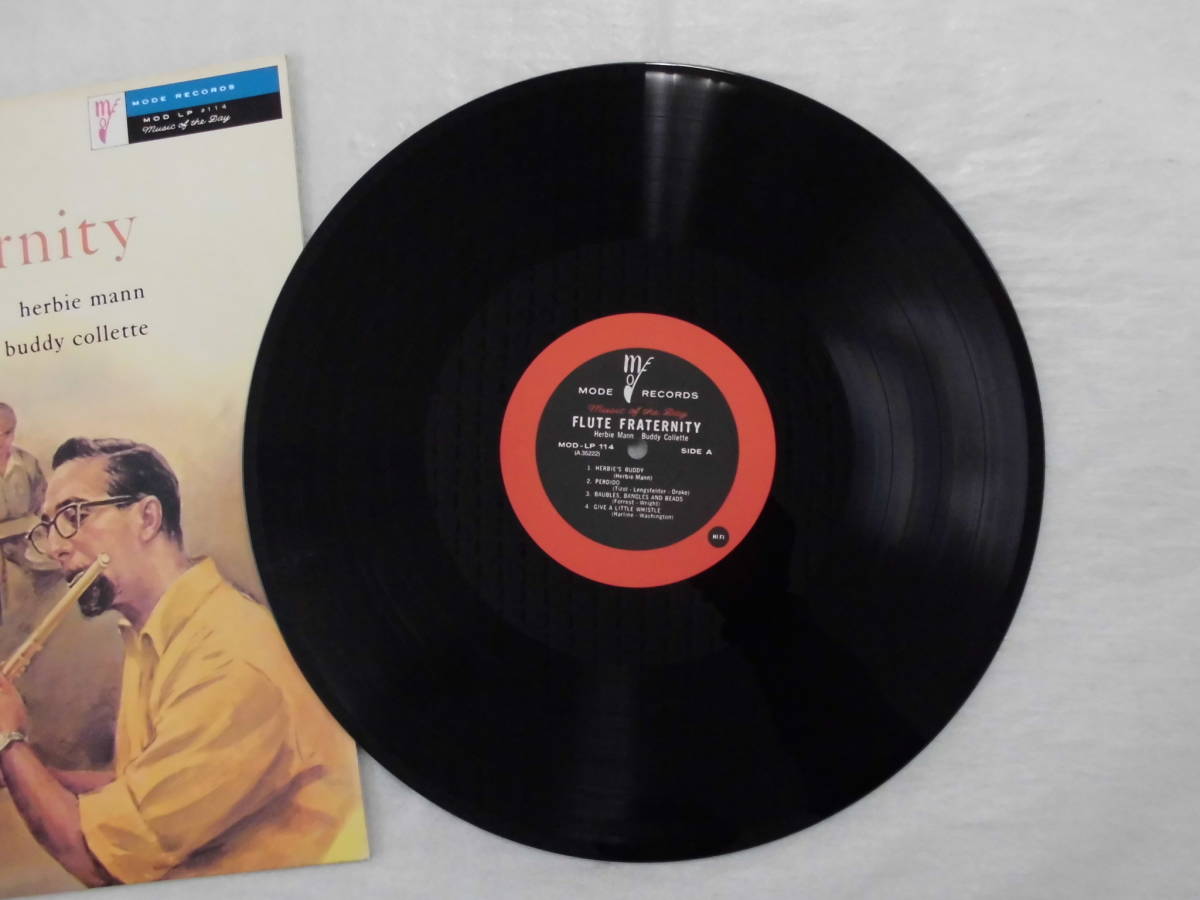 MODE RECORDS
MOD LP #114
Music of the Day
rnity
herbie mann
buddy collette
MODE RECORDS
Music of the Day
FLUTE FRATERNITY
Herbie Mann Buddy Collette
MOD-LP 114 SIDE A
(A 35222)
1. HERBIE'S BUDDY
(Herbie Mann)
2. PERDIDO
(Tizol - Lengsfelder - Drake)
3. BAUBLES, BANGLES AND BEADS
(Forrest - Wright)
4. GIVE A LITTLE WHISTLE
(Harline - Washington)
HI FI